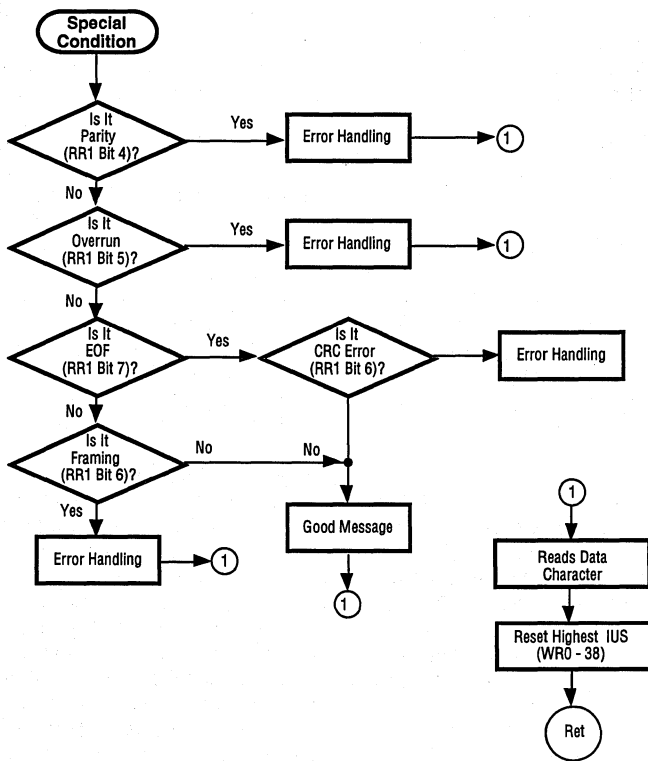 Special
Condition
Is It
Parity
(RR1 Bit 4)?
Yes
Error Handling
1
No
Is It
Overrun
(RR1 Bit 5)?
Yes
Error Handling
1
No
Is It
EOF
(RR1 Bit 7)?
Yes
Is It
CRC Error
(RR1 Bit 6)?
Error Handling
No
Is It
Framing
(RR1 Bit 6)?
No
No
Yes
Error Handling
1
Good Message
1
1
Reads Data
Character
Reset Highest IUS
(WR0 - 38)
Ret